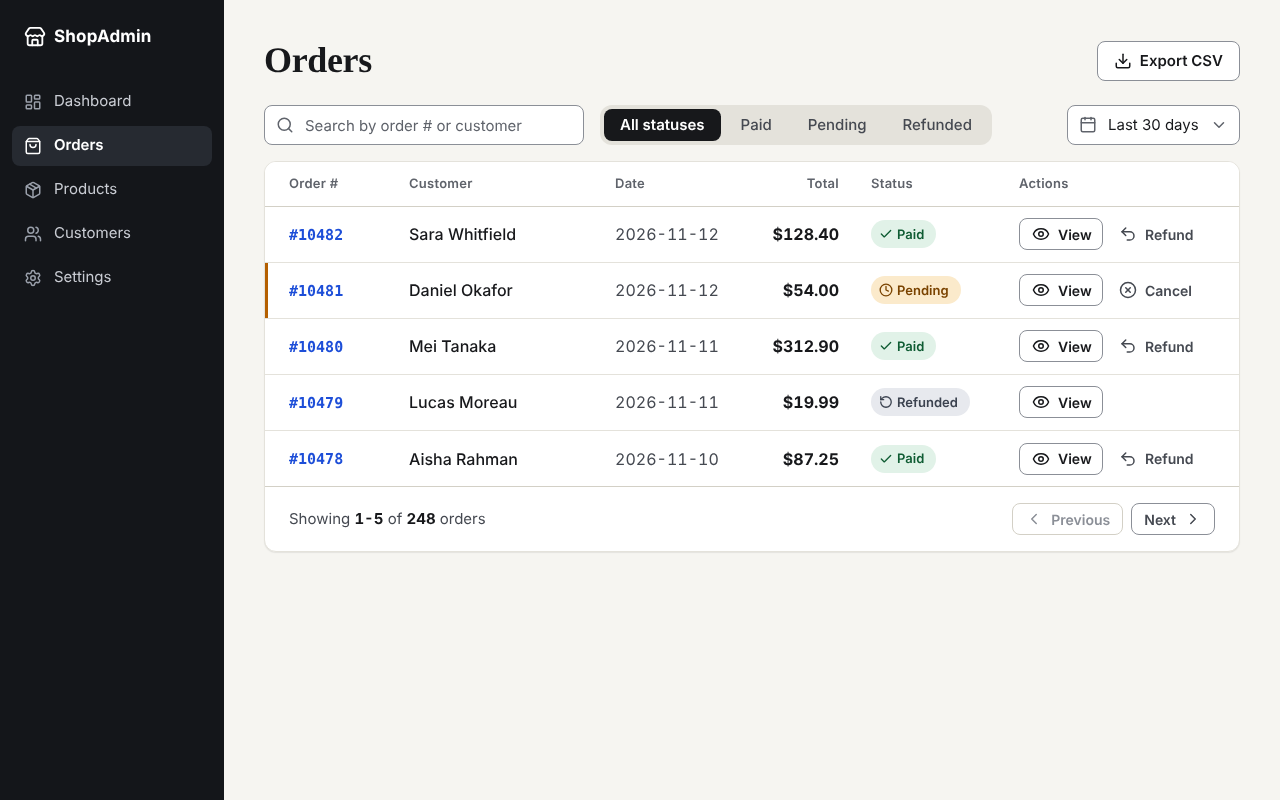 ShopAdmin
Dashboard
Orders
Products
Customers
Settings
Orders
Export CSV
Search by order # or customer
All statuses Paid Pending Refunded
Last 30 days
Order # Customer Date Total Status Actions
#10482 Sara Whitfield 2026-11-12 $128.40 Paid View Refund
#10481 Daniel Okafor 2026-11-12 $54.00 Pending View Cancel
#10480 Mei Tanaka 2026-11-11 $312.90 Paid View Refund
#10479 Lucas Moreau 2026-11-11 $19.99 Refunded View
#10478 Aisha Rahman 2026-11-10 $87.25 Paid View Refund
Showing 1-5 of 248 orders
Previous Next